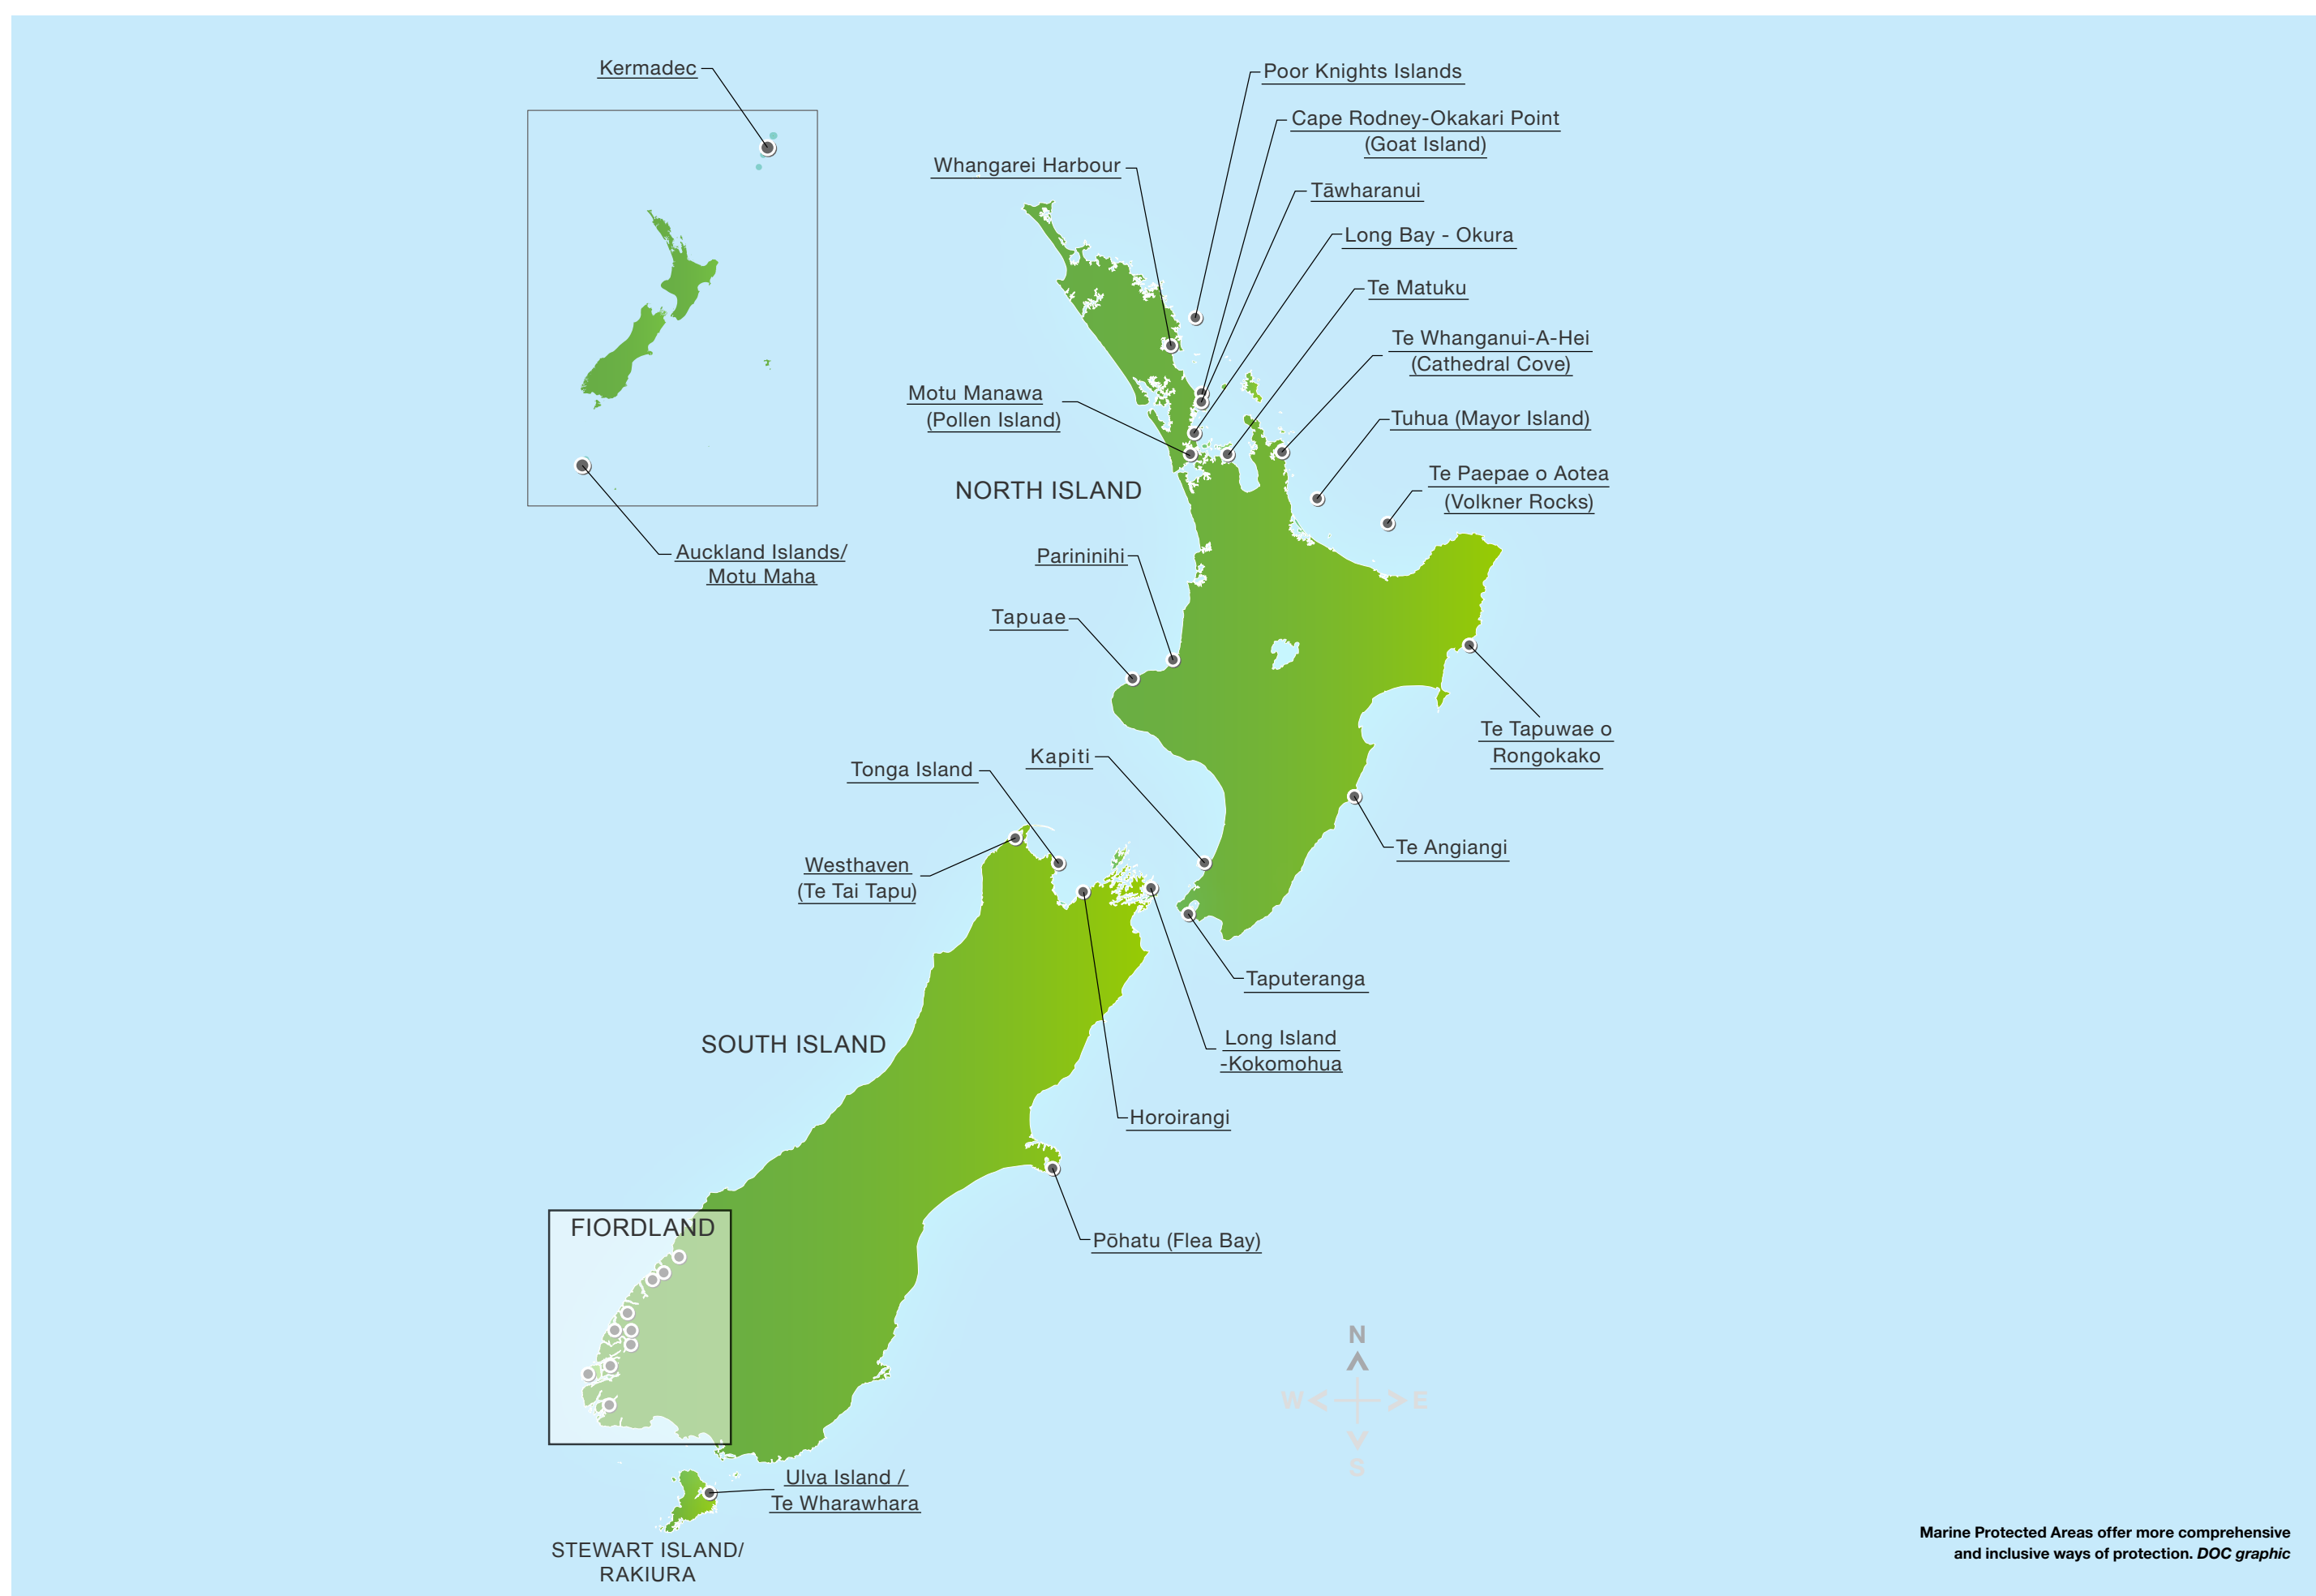 Kermadec
Poor Knights Islands
Cape Rodney-Okakari Point
(Goat Island)
Whangarei Harbour
Tāwharanui
Long Bay - Okura
Te Matuku
Te Whanganui-A-Hei
(Cathedral Cove)
Motu Manawa
(Pollen Island)
Tuhua (Mayor Island)
Te Paepae o Aotea
(Volkner Rocks)
NORTH ISLAND
Auckland Islands/
Motu Maha
Parininihi
Tapuae
Te Tapuwae o
Rongokako
Kapiti
Tonga Island
Te Angiangi
Westhaven
(Te Tai Tapu)
Taputeranga
SOUTH ISLAND
Long Island
-Kokomohua
Horoirangi
FIORDLAND
Pōhatu (Flea Bay)
N
W E
S
Ulva Island /
Te Wharawhara
STEWART ISLAND/
RAKIURA
Marine Protected Areas offer more comprehensive
and inclusive ways of protection. DOC graphic